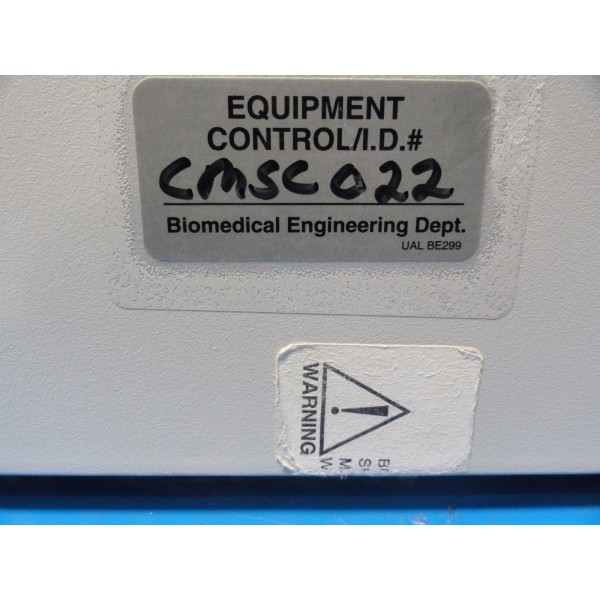 EQUIPMENT
CONTROL/I.D.#
CMSC022
Biomedical Engineering Dept.
UAL BE299
WARNING
!